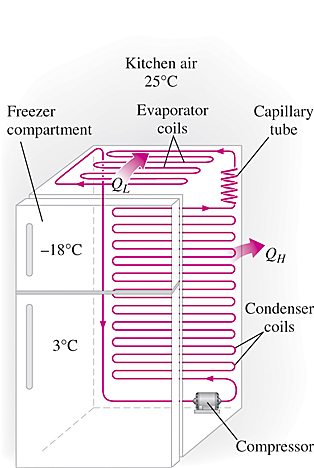 Kitchen air
25°C
Freezer
compartment
Evaporator
coils
Capillary
tube
Q_L
–18°C
Q_H
3°C
Condenser
coils
Compressor